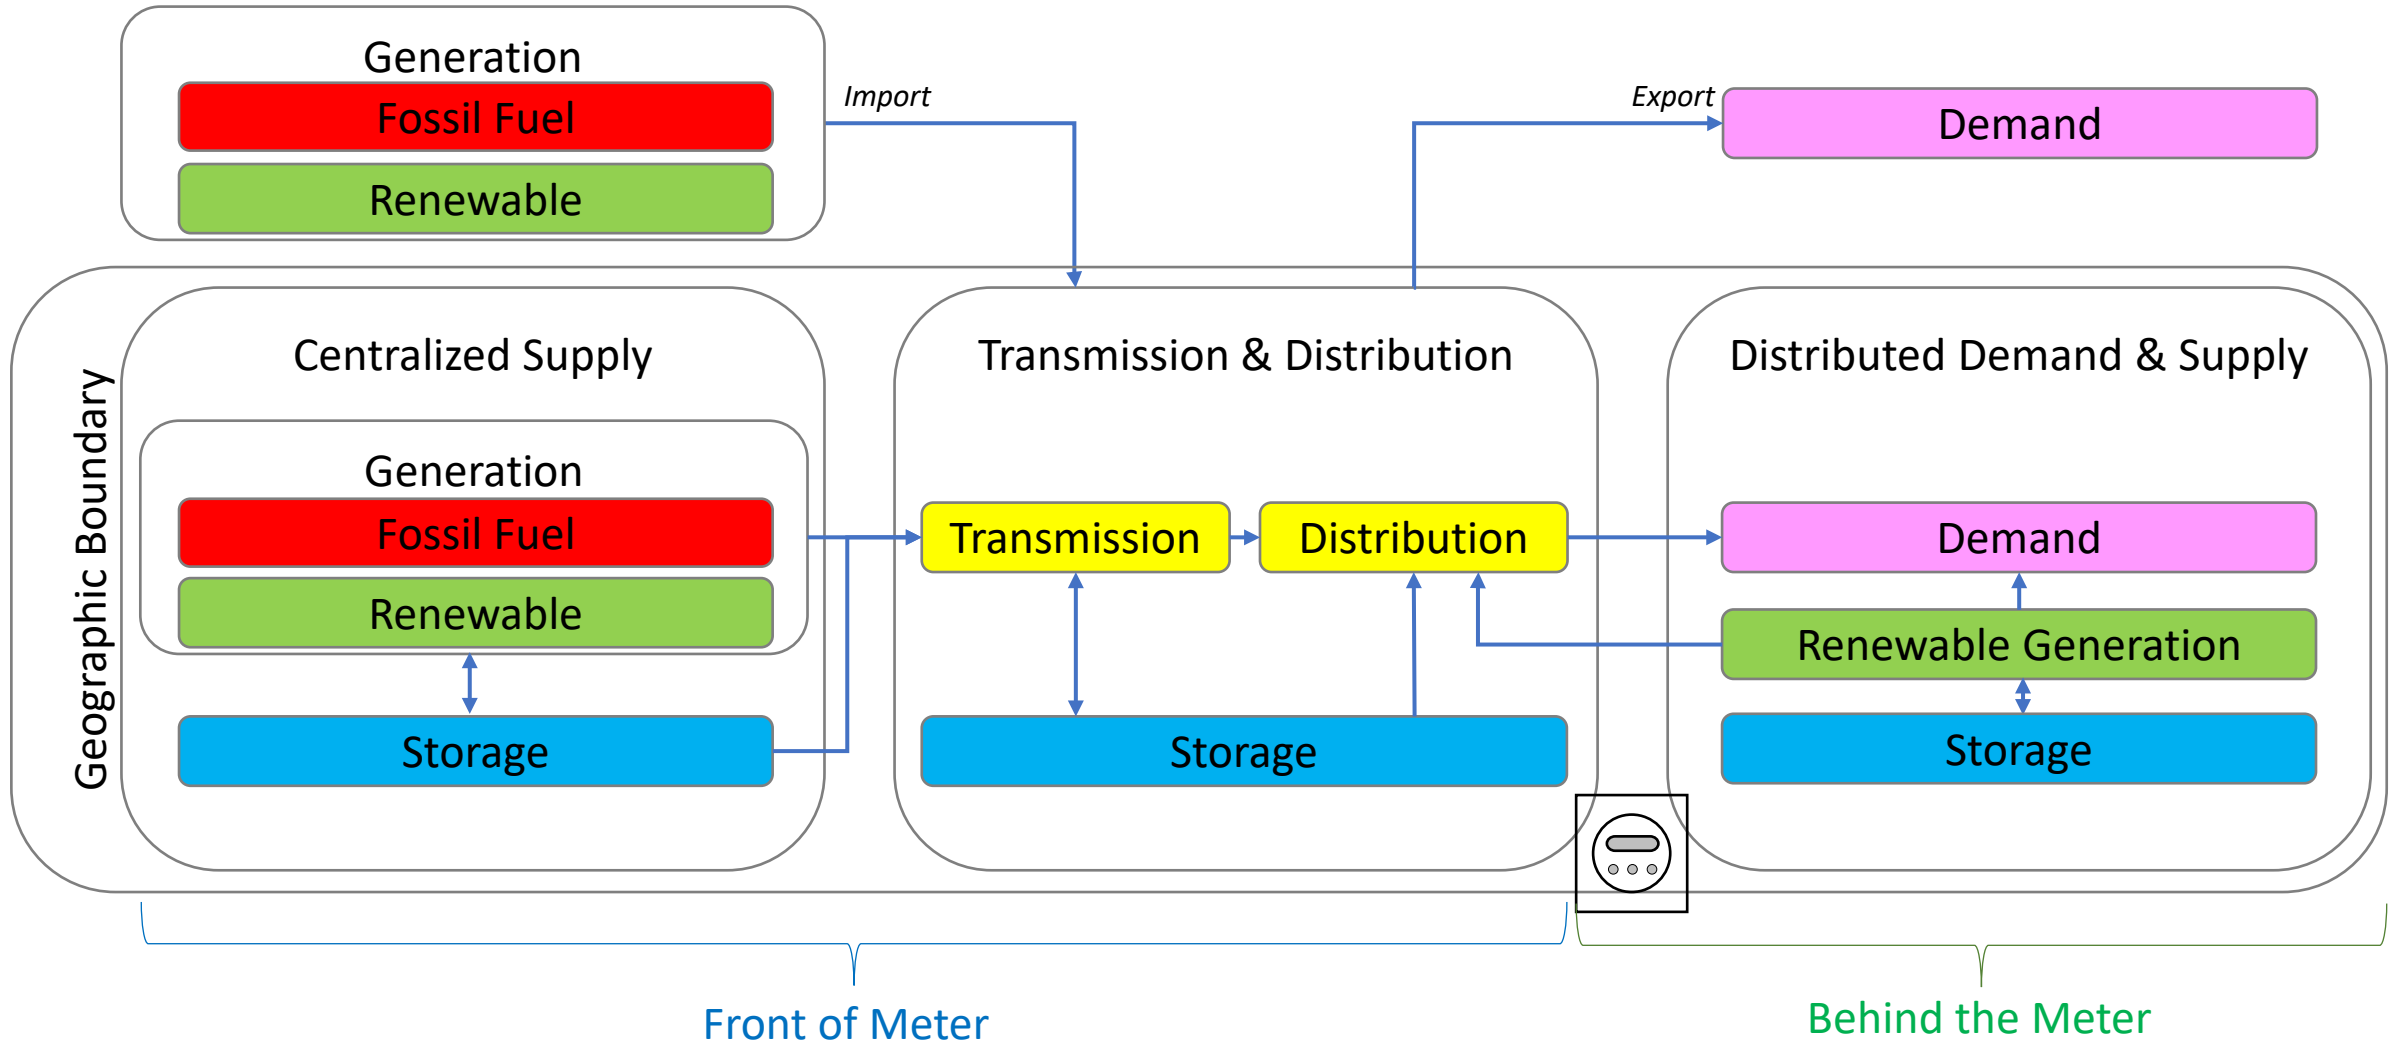 Generation
Fossil Fuel
Renewable
Import
Export
Demand
Geographic Boundary
Centralized Supply
Generation
Fossil Fuel
Renewable
Storage
Transmission & Distribution
Transmission
Distribution
Storage
Distributed Demand & Supply
Demand
Renewable Generation
Storage
Front of Meter
Behind the Meter